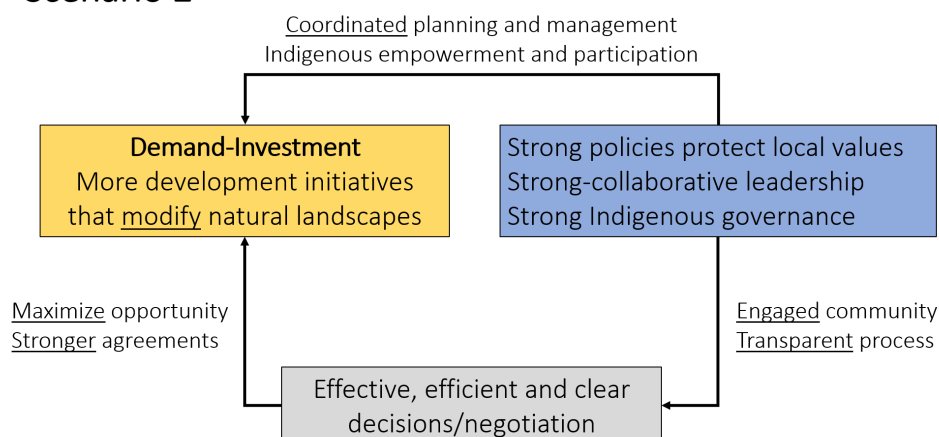 Coordinated planning and management
Indigenous empowerment and participation
Demand-Investment
More development initiatives
that modify natural landscapes
Strong policies protect local values
Strong-collaborative leadership
Strong Indigenous governance
Maximize opportunity
Stronger agreements
Engaged community
Transparent process
Effective, efficient and clear
decisions/negotiation